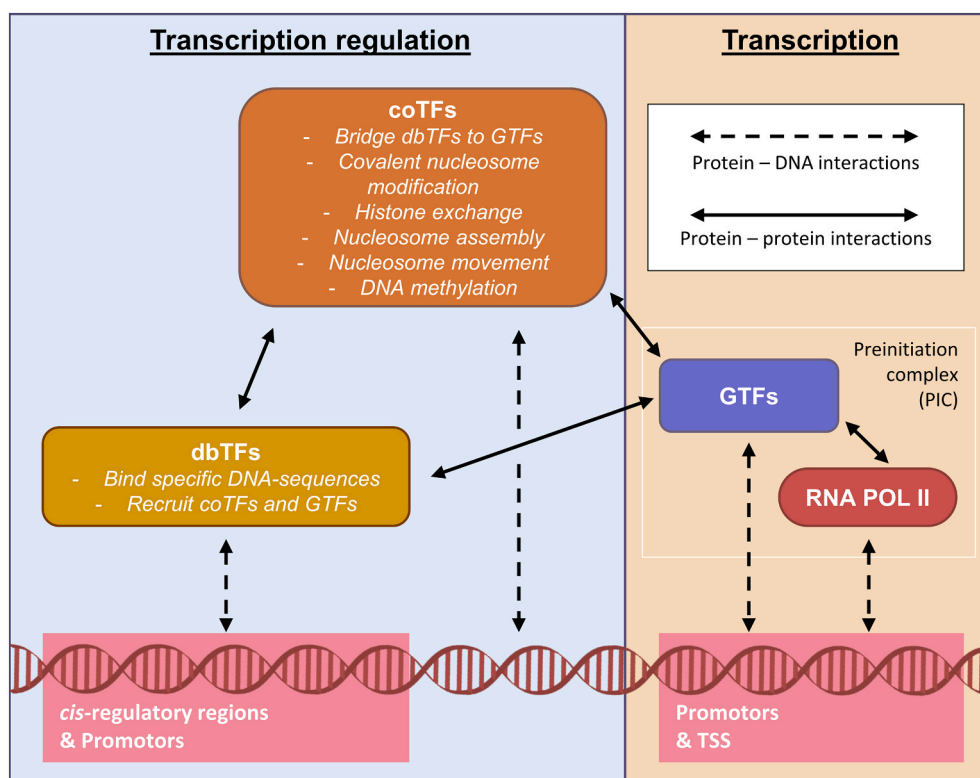 Transcription regulation
coTFs
- Bridge dbTFs to GTFs
- Covalent nucleosome
modification
- Histone exchange
- Nucleosome assembly
- Nucleosome movement
- DNA methylation
dbTFs
- Bind specific DNA-sequences
- Recruit coTFs and GTFs
cis-regulatory regions
& Promotors
Transcription
Protein – DNA interactions
Protein – protein interactions
Preinitiation
complex
(PIC)
GTFs
RNA POL II
Promotors
& TSS